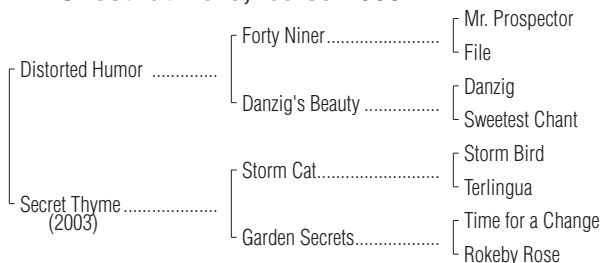 Mr. Prospector
Forty Niner
File
Distorted Humor
Danzig
Danzig's Beauty
Sweetest Chant
Storm Bird
Storm Cat
Terlingua
Secret Thyme
(2003)
Time for a Change
Garden Secrets
Rokeby Rose